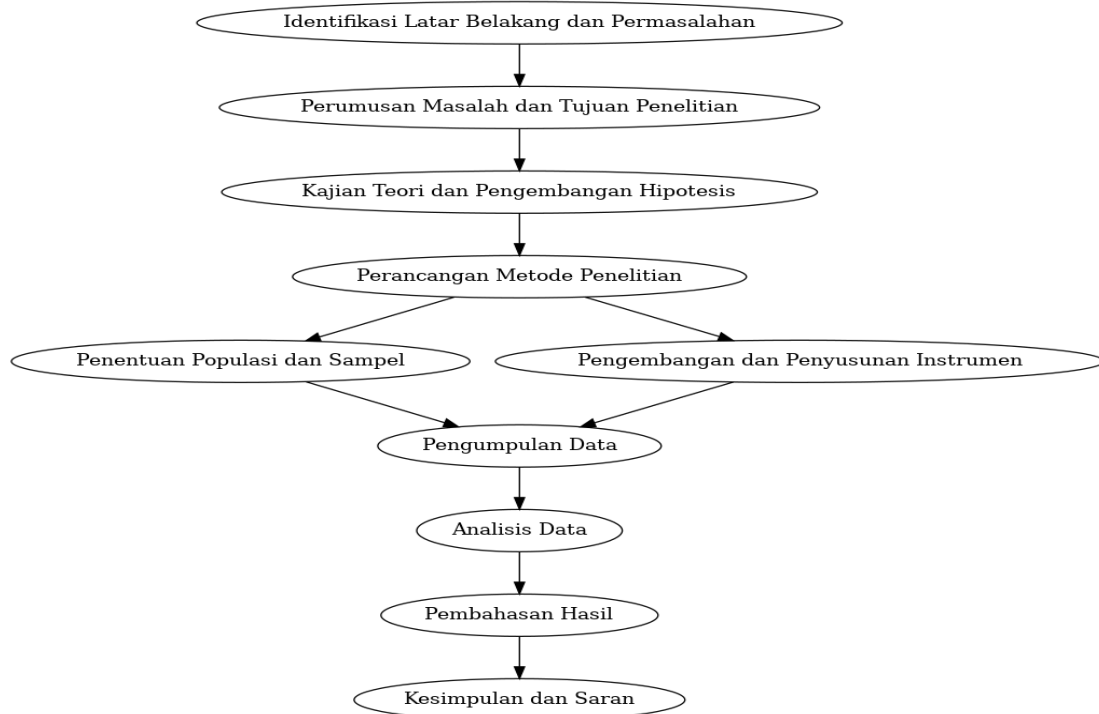 Identifikasi Latar Belakang dan Permasalahan
Perumusan Masalah dan Tujuan Penelitian
Kajian Teori dan Pengembangan Hipotesis
Perancangan Metode Penelitian
Penentuan Populasi dan Sampel
Pengembangan dan Penyusunan Instrumen
Pengumpulan Data
Analisis Data
Pembahasan Hasil
Kesimpulan dan Saran